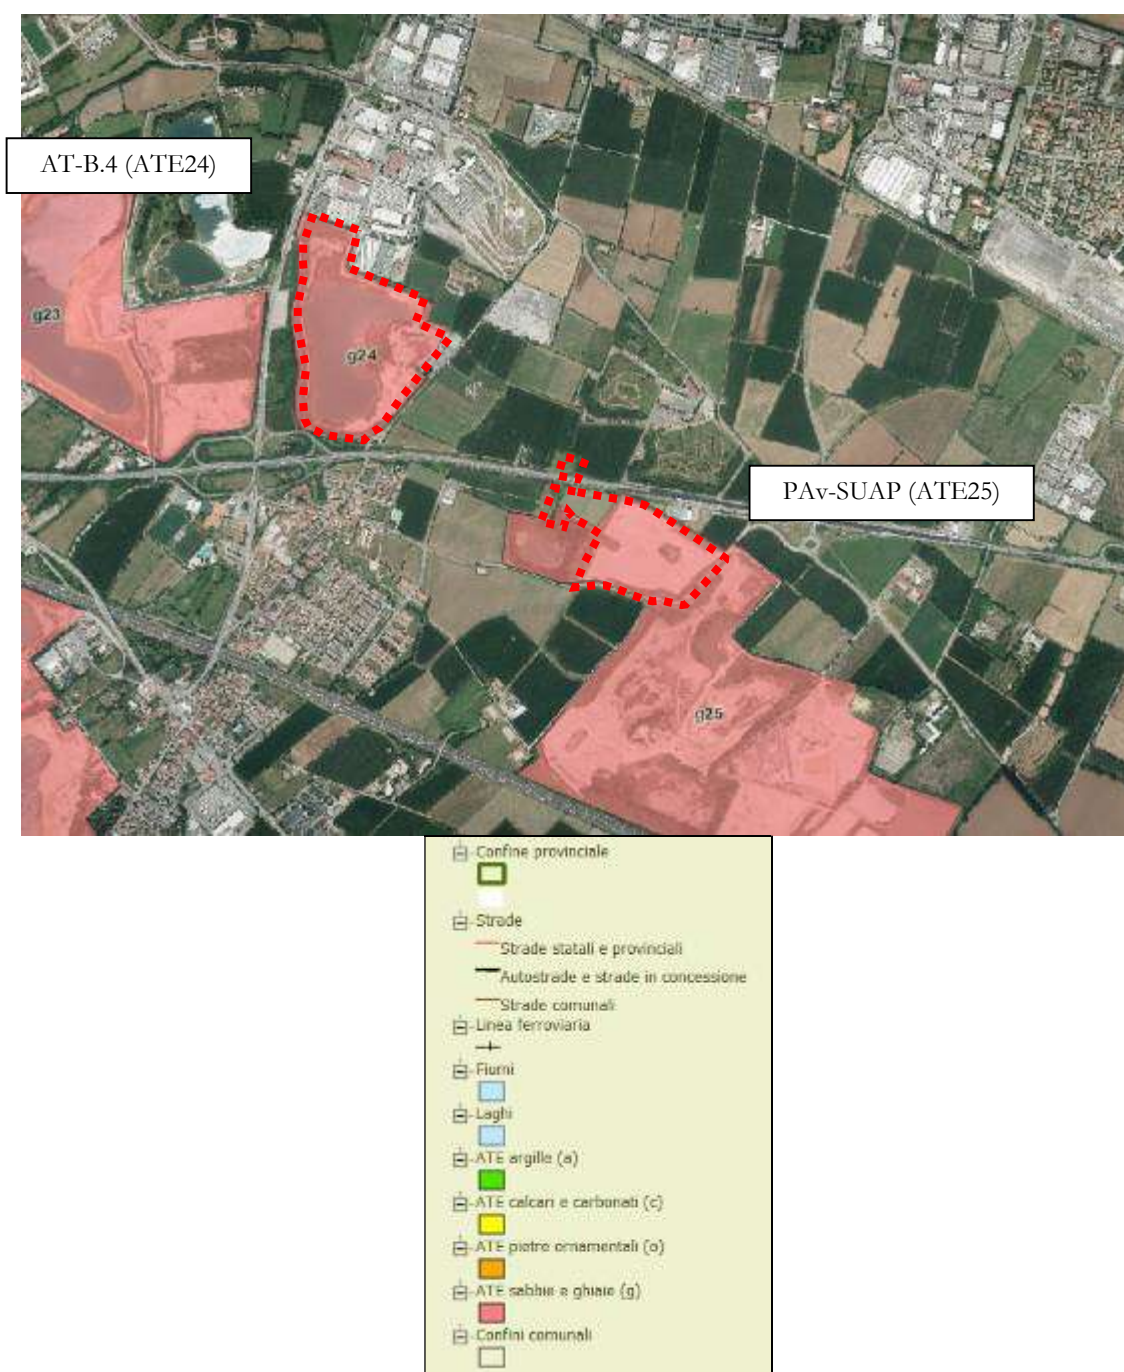 AT-B.4 (ATE24)
g23
g24
PAv-SUAP (ATE25)
g25
Confine provinciale
Strade
Strade statali e provinciali
Autostrade e strade in concessione
Strade comunali
Linea ferroviaria
Fiumi
Laghi
ATE argille (a)
ATE calcari e carbonati (c)
ATE pietre ornamentali (o)
ATE sabbie e ghiaie (g)
Confini comunali